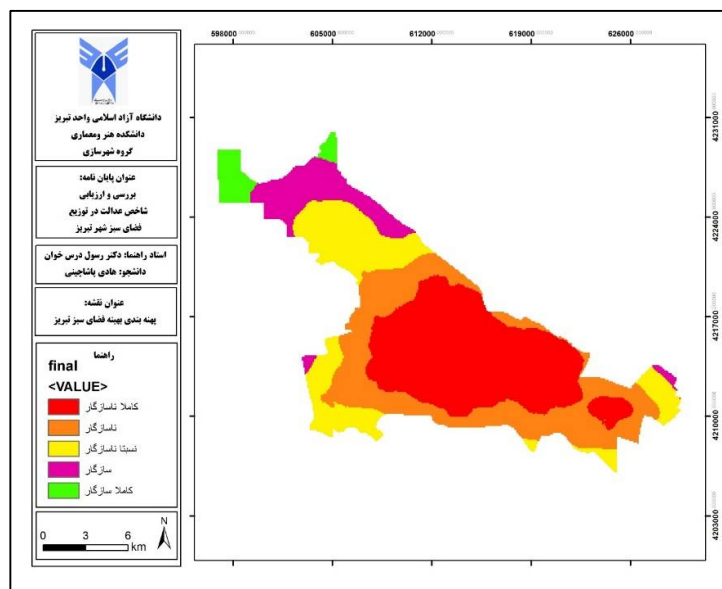 598000
605000
612000
619000
626000
4231000
4224000
4217000
4210000
4203000
دانشگاه آزاد اسلامی واحد تبریز
دانشکده هنر ومعماری
گروه شهرسازی
عنوان پایان نامه:
بررسی و ارزیابی
شاخص عدالت در توزیع
فضای سبز شهر تبریز
استاد راهنما: دکتر رسول درس خوان
دانشجو: هادی پاشاچینی
عنوان نقشه:
پهنه بندی بهینه فضای سبز تبریز
راهنما
final
<VALUE>
کاملا ناسازگار
ناسازگار
نسبتا ناسازگار
سازگار
کاملا سازگار
0 3 6
km
N